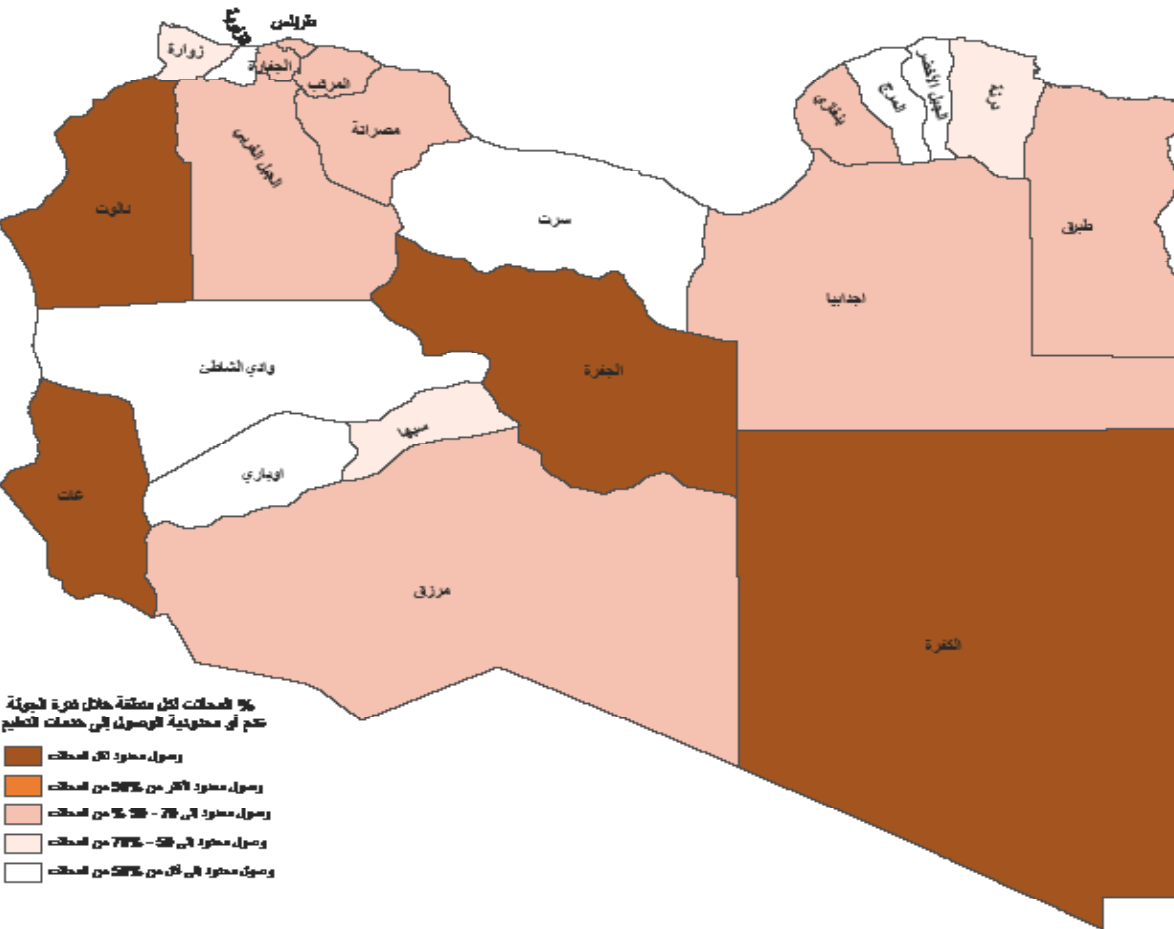 طرابلس
الزاوية
زوارة
الجفارة
المرقب
مصراتة
الجبل الغربي
نالوت
سرت
بنغازي
المرج
الجبل الأخضر
درنة
طبرق
اجدابيا
وادي الشاطئ
الجفرة
سبها
اوباري
غات
مرزق
الكفرة
% المحلات لكل منطقة خلال فترة الجولة
عدم أو محدودية الوصول إلى خدمات التعليم
وصول محدود لكل المحلات
وصول محدود لأكثر من 90% من المحلات
وصول محدود إلى 70 - 90 % من المحلات
وصول محدود إلى 50 - 70% من المحلات
وصول محدود إلى أقل من 50% من المحلات